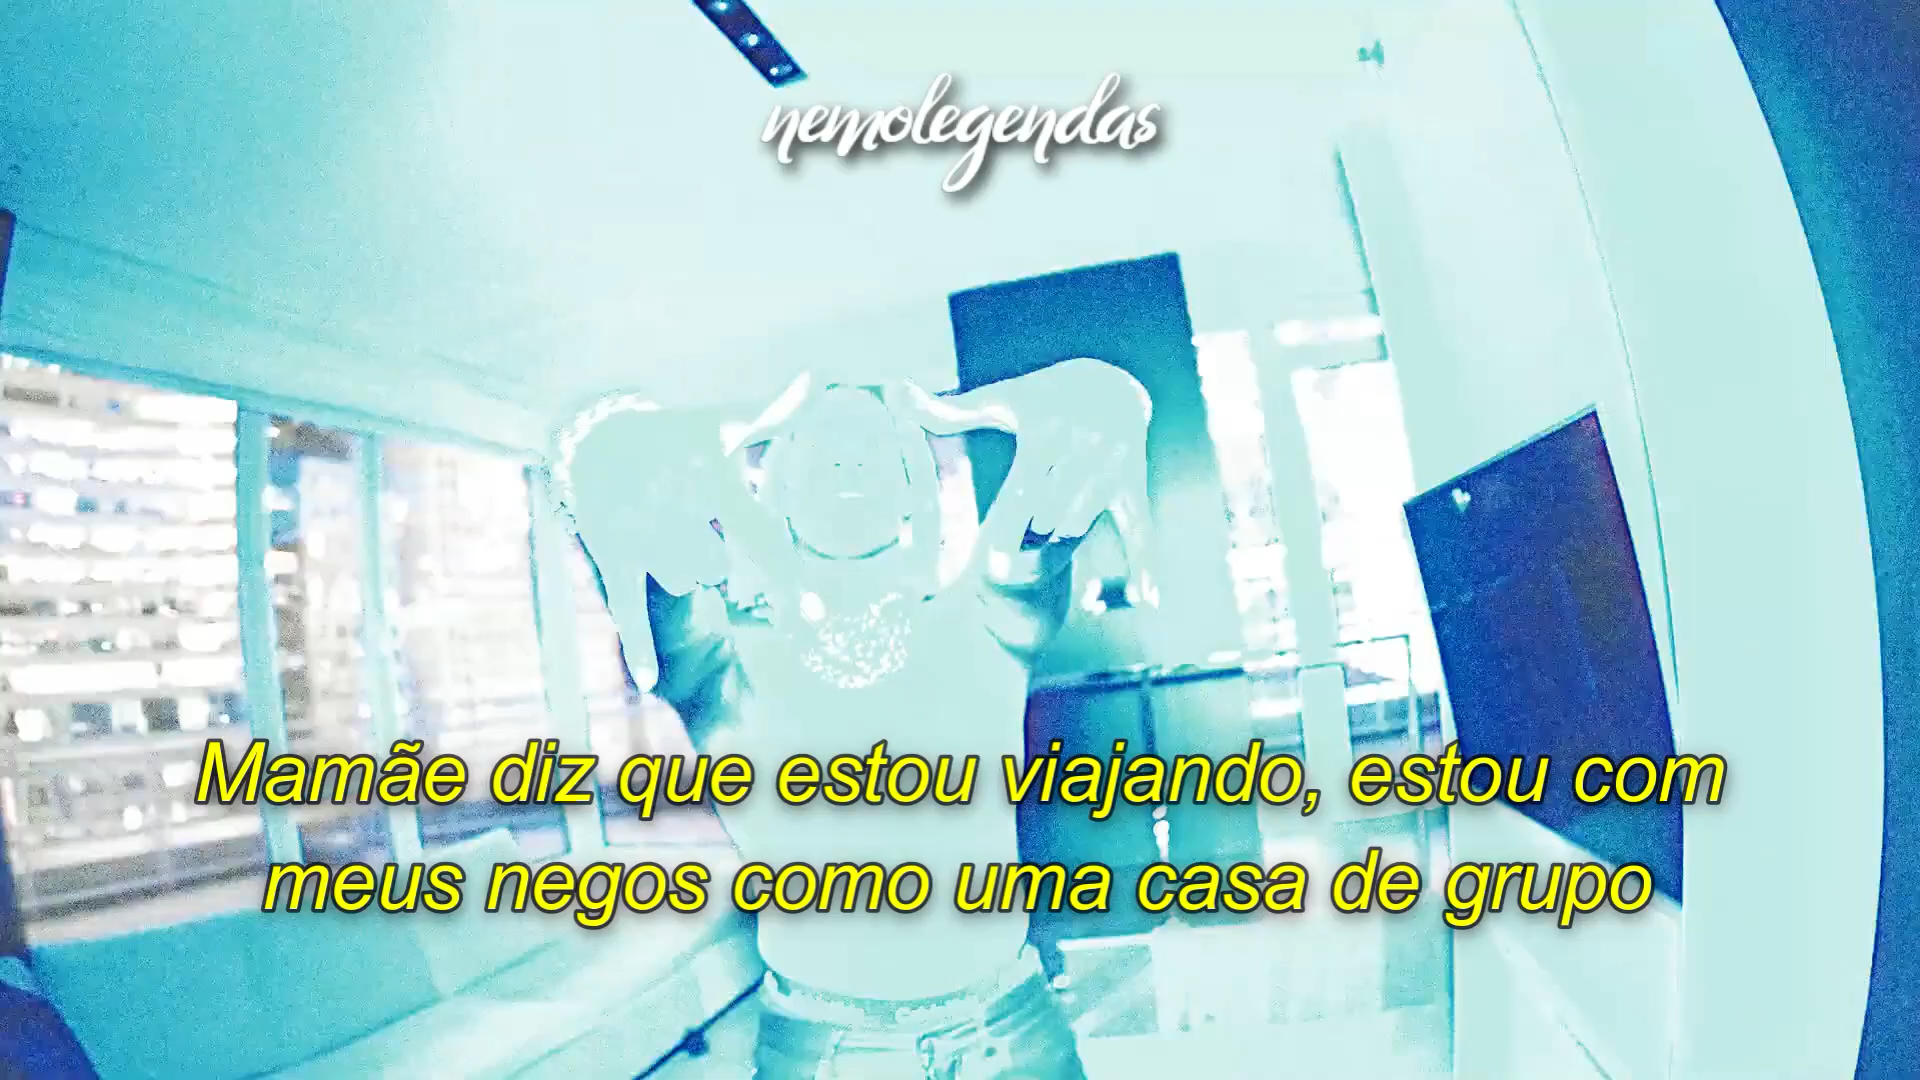 nemolegendas
Mamãe diz que estou viajando, estou com
meus negos como uma casa de grupo